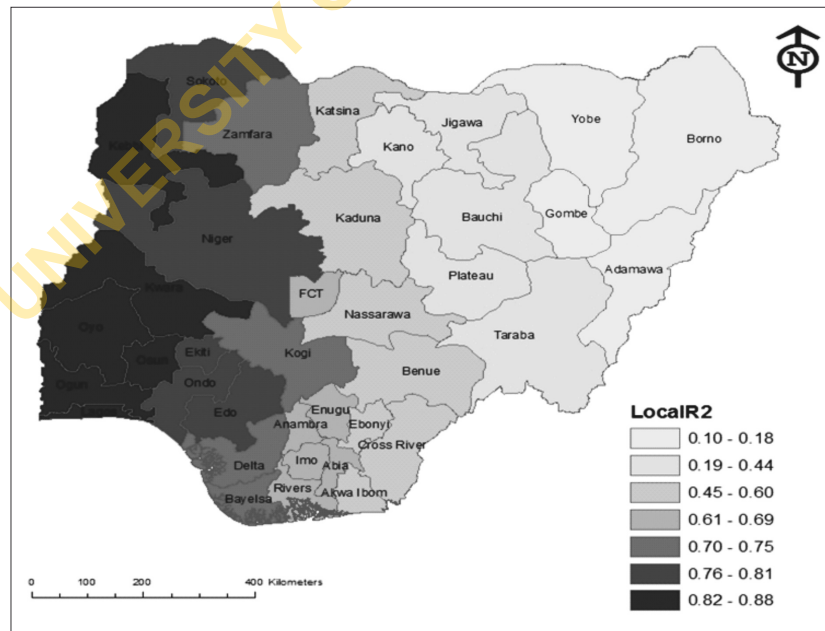 UNIVERSITY
N
Sokoto
Katsina
Zamfara
Jigawa
Yobe
Borno
Kano
Kaduna
Bauchi
Gombe
Niger
Adamawa
Plateau
FCT
Kwara
Nassarawa
Oyo
Taraba
Ekiti
Kogi
Benue
Osun
Ondo
Ogun
Edo
Enugu
Anambra
Ebonyi
Cross River
Lagos
Imo
Abia
Delta
Rivers
Akwa Ibom
Bayelsa
LocalR2
0.10 - 0.18
0.19 - 0.44
0.45 - 0.60
0.61 - 0.69
0.70 - 0.75
0.76 - 0.81
0.82 - 0.88
0 100 200 400 Kilometers